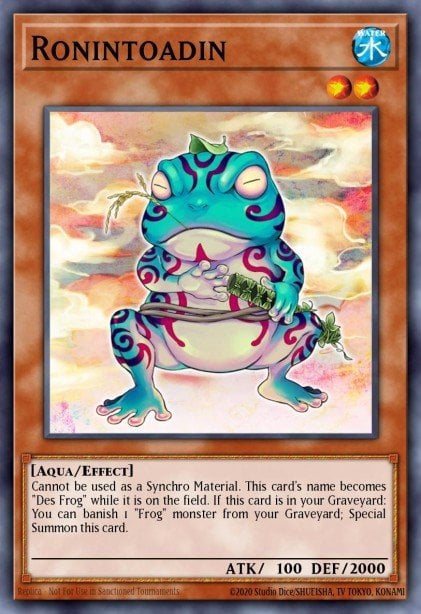 RONINTOADIN
WATER
水
[AQUA/EFFECT]
Cannot be used as a Synchro Material. This card's name becomes
"Des Frog" while it is on the field. If this card is in your Graveyard:
You can banish 1 "Frog" monster from your Graveyard; Special
Summon this card.
ATK/ 100 DEF/2000
Replica - Not For Use in Sanctioned Tournaments
©2020 Studio Dice/SHUEISHA, TV TOKYO, KONAMI